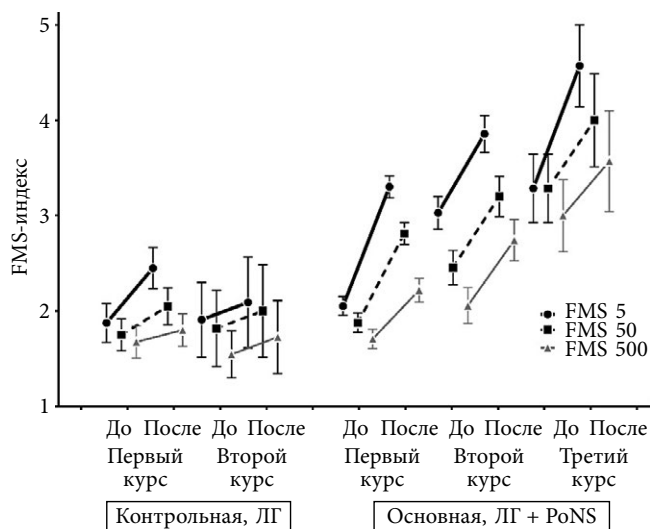 FMS-индекс
5
4
3
2
1
FMS 5
FMS 50
FMS 500
До После До После До После До После До После
Первый Второй Первый Второй Третий
курс курс курс курс курс
Контрольная, ЛГ Основная, ЛГ + PoNS